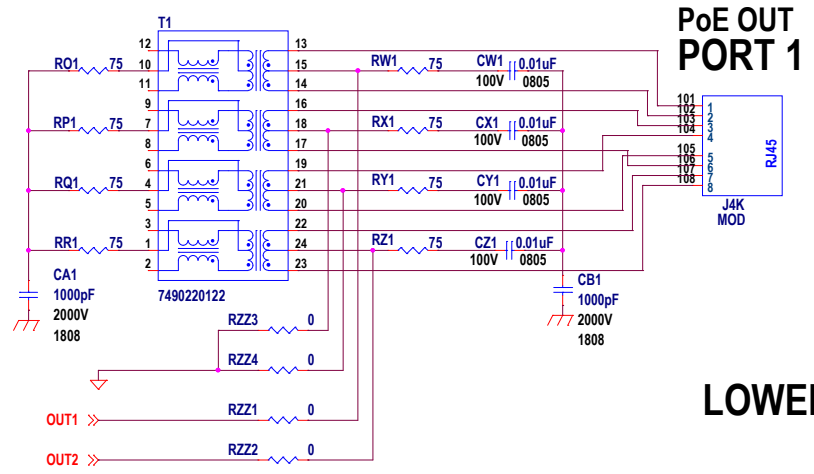 PoE OUT
PORT 1
T1
12
10
11
9
7
8
6
4
5
3
1
2
13
15
14
16
18
17
19
21
20
22
24
23
7490220122
RO1 75
RP1 75
RQ1 75
RR1 75
CA1
1000pF
2000V
1808
RW1 75
CW1 0.01uF
100V 0805
RX1 75
CX1 0.01uF
100V 0805
RY1 75
CY1 0.01uF
100V 0805
RZ1 75
CZ1 0.01uF
100V 0805
CB1
1000pF
2000V
1808
101
102
103
104
105
106
107
108
1
2
3
4
5
6
7
8
RJ45
J4K
MOD
RZZ3 0
RZZ4 0
OUT1 RZZ1 0
OUT2 RZZ2 0
LOWE